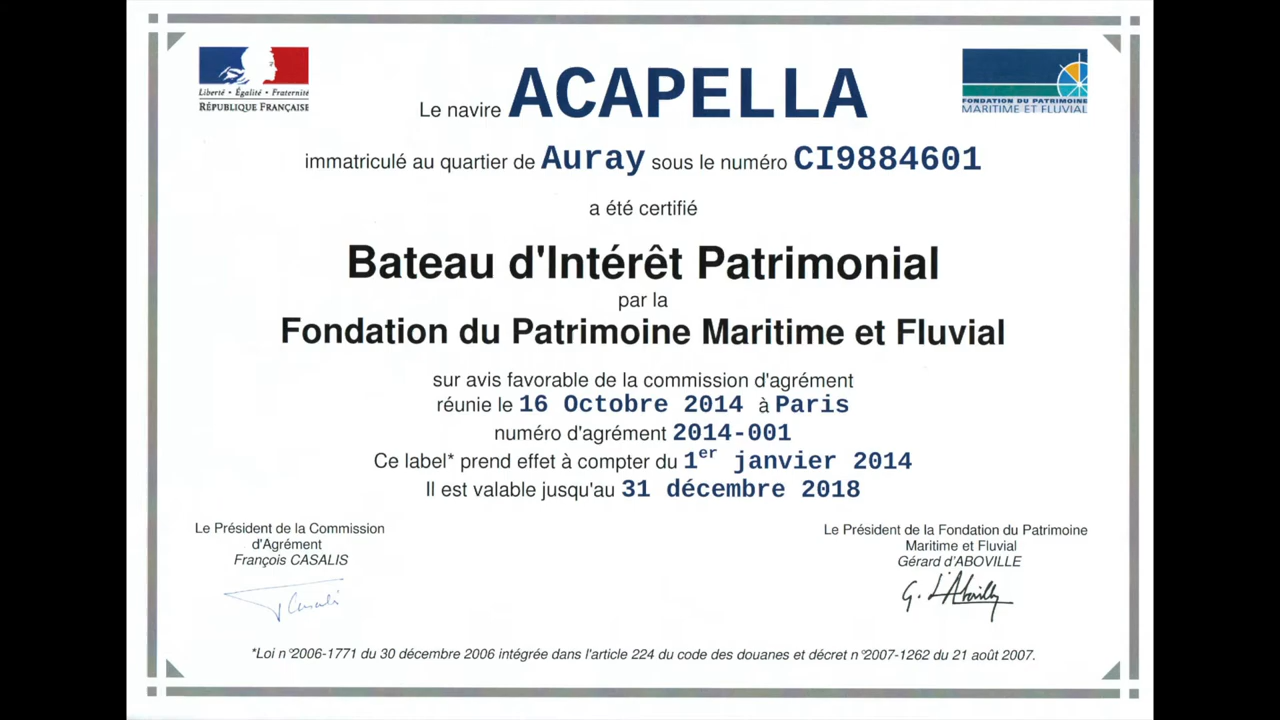 Liberté • Égalité • Fraternité
RÉPUBLIQUE FRANÇAISE
FONDATION DU PATRIMOINE
MARITIME ET FLUVIAL
Le navire ACAPELLA
immatriculé au quartier de Auray sous le numéro CI9884601
a été certifié
Bateau d'Intérêt Patrimonial
par la
Fondation du Patrimoine Maritime et Fluvial
sur avis favorable de la commission d'agrément
réunie le 16 Octobre 2014 à Paris
numéro d'agrément 2014-001
Ce label* prend effet à compter du 1er janvier 2014
Il est valable jusqu'au 31 décembre 2018
Le Président de la Commission
d'Agrément
François CASALIS
Le Président de la Fondation du Patrimoine
Maritime et Fluvial
Gérard d'ABOVILLE
*Loi n°2006-1771 du 30 décembre 2006 intégrée dans l'article 224 du code des douanes et décret n°2007-1262 du 21 août 2007.